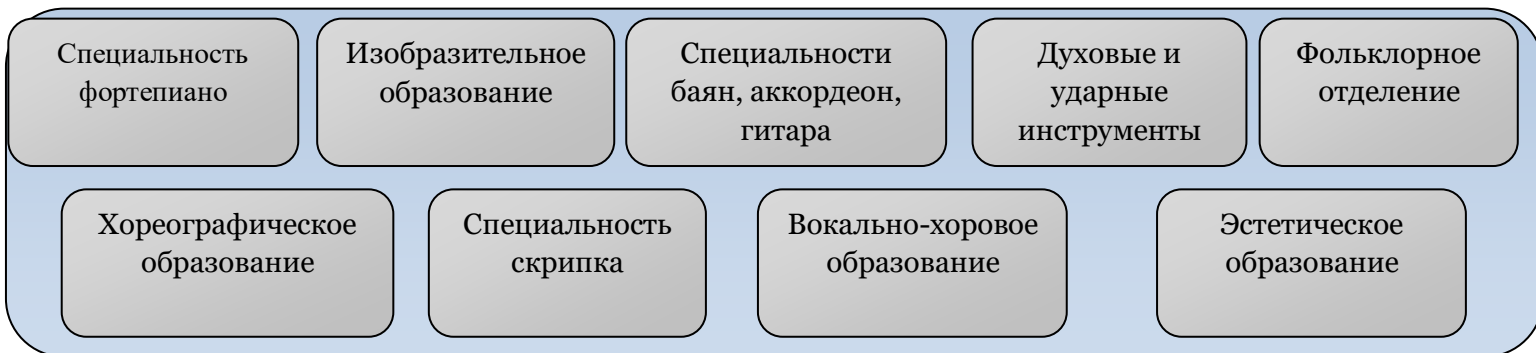 Специальность
фортепиано
Изобразительное
образование
Специальности
баян, аккордеон,
гитара
Духовые и
ударные
инструменты
Фольклорное
отделение
Хореографическое
образование
Специальность
скрипка
Вокально-хоровое
образование
Эстетическое
образование